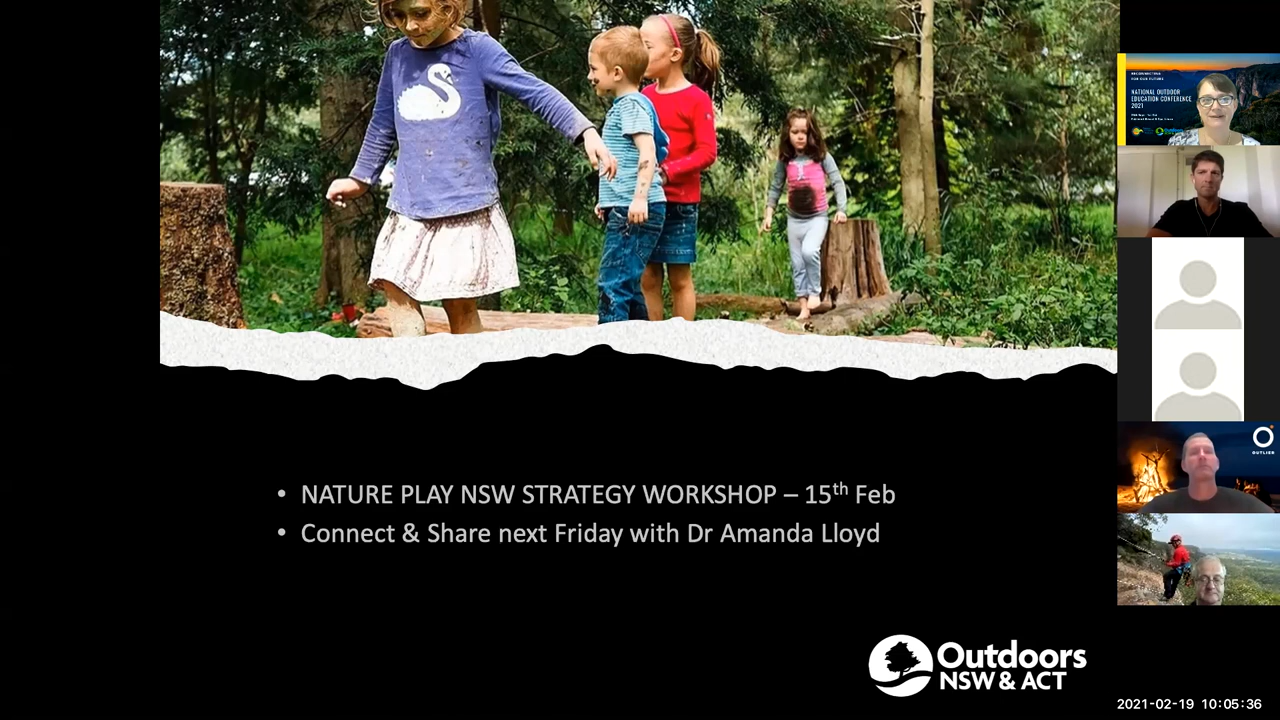 NATIONAL OUTDOOR
EDUCATION CONFERENCE
2021
OUTLIER
• NATURE PLAY NSW STRATEGY WORKSHOP – 15th Feb
• Connect & Share next Friday with Dr Amanda Lloyd
Outdoors
NSW & ACT
2021-02-19 10:05:36